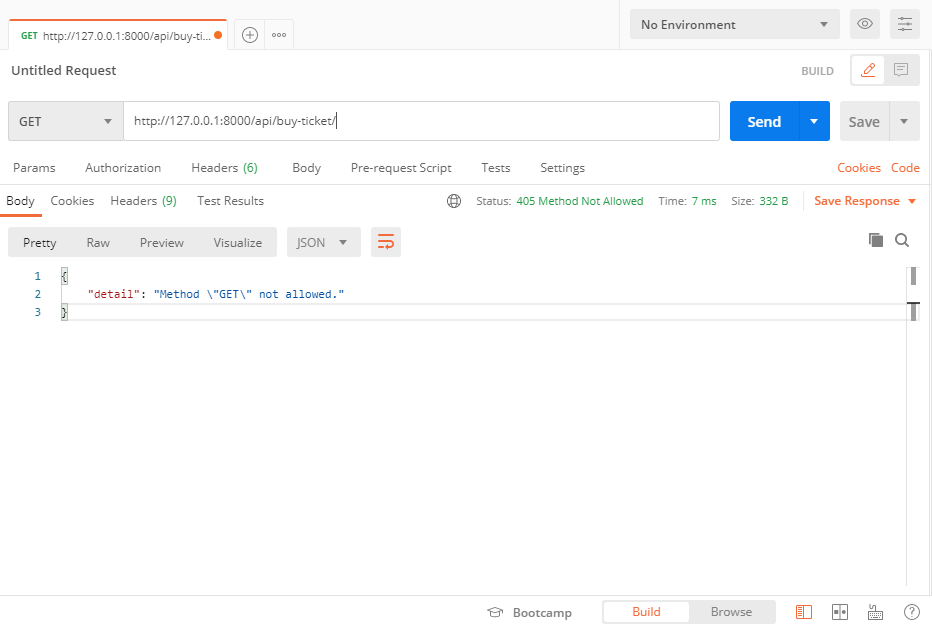 GET http://127.0.0.1:8000/api/buy-ti...
No Environment
Untitled Request
BUILD
GET http://127.0.0.1:8000/api/buy-ticket/ Send Save
Params Authorization Headers (6) Body Pre-request Script Tests Settings Cookies Code
Body Cookies Headers (9) Test Results Status: 405 Method Not Allowed Time: 7 ms Size: 332 B Save Response
Pretty Raw Preview Visualize JSON
1 {
2 "detail": "Method \"GET\" not allowed."
3 }
Bootcamp Build Browse